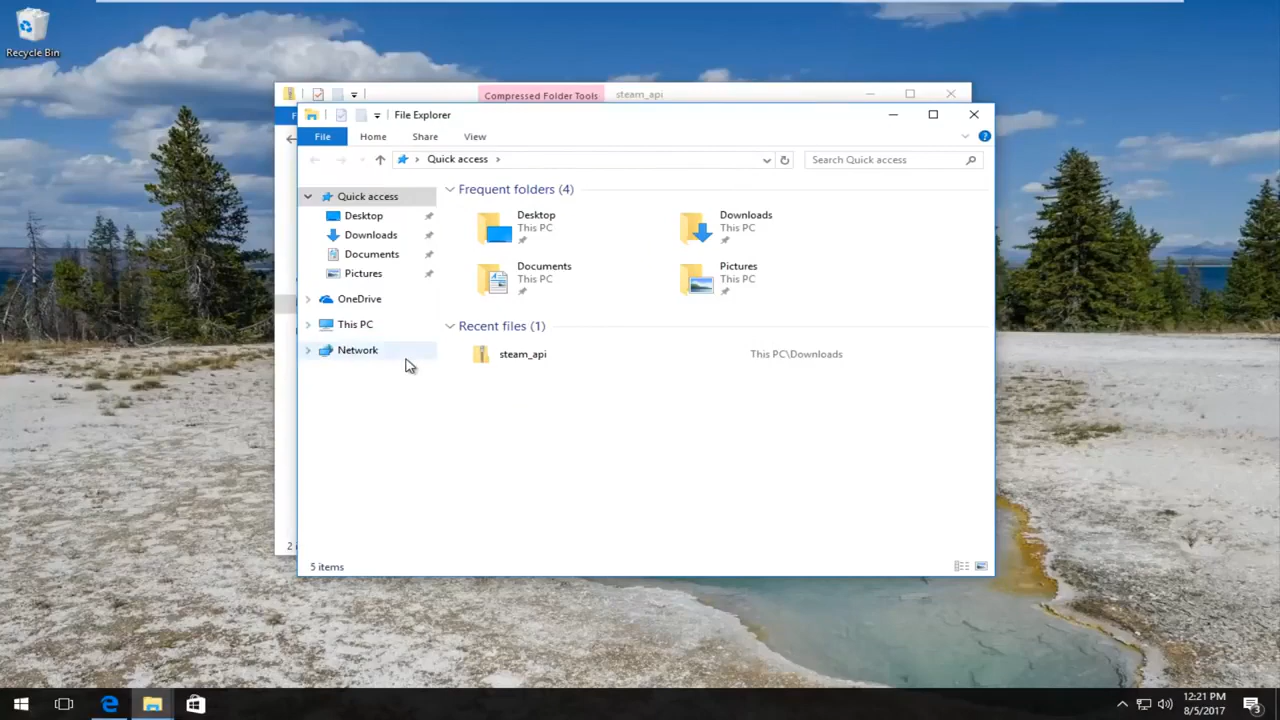 Recycle Bin
Compressed Folder Tools
steam_api
F
File Explorer
File
Home
Share
View
Quick access
Search Quick access
Quick access
Desktop
Downloads
Documents
Pictures
OneDrive
This PC
Network
Frequent folders (4)
Desktop
This PC
Downloads
This PC
Documents
This PC
Pictures
This PC
Recent files (1)
steam_api
This PC\Downloads
2
5 items
12:21 PM
8/5/2017
3